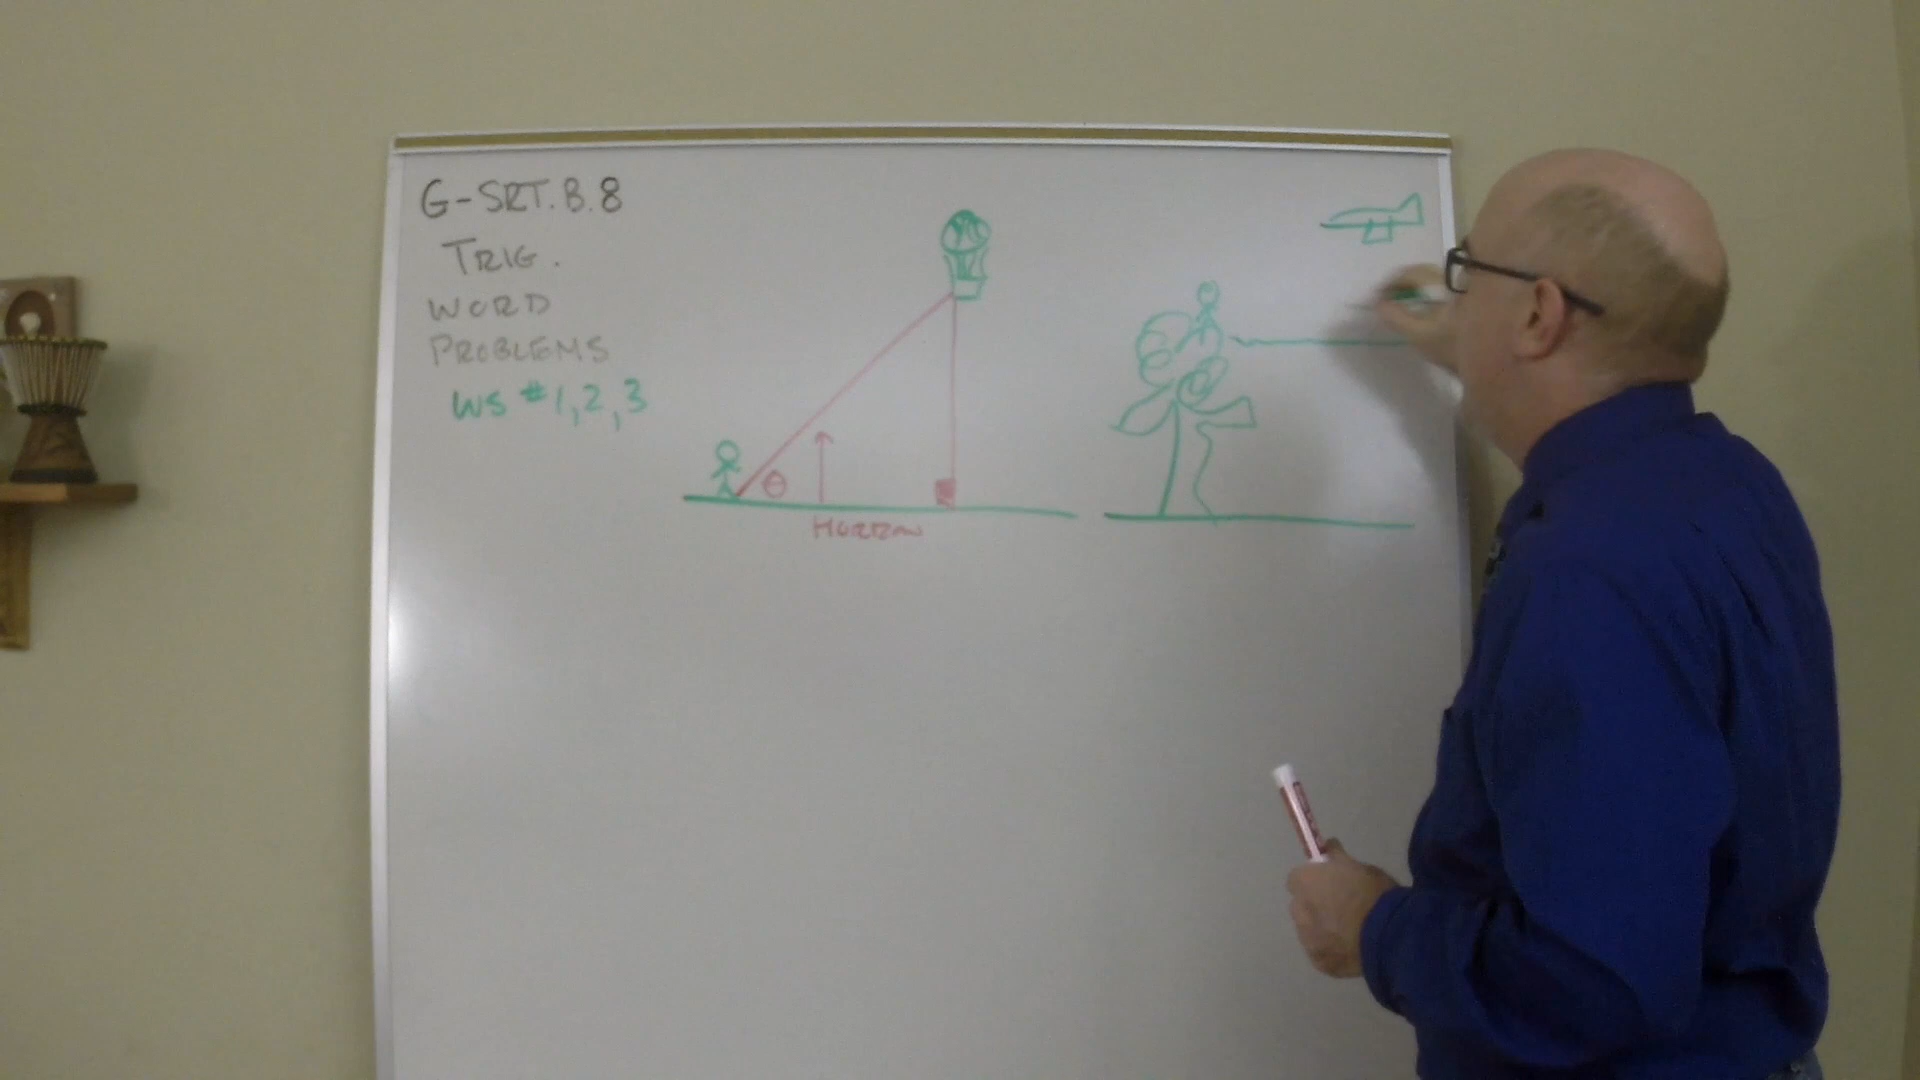 G-SRT.B.8
TRIG.
WORD
PROBLEMS
WS #1,2,3
θ
HORIZON